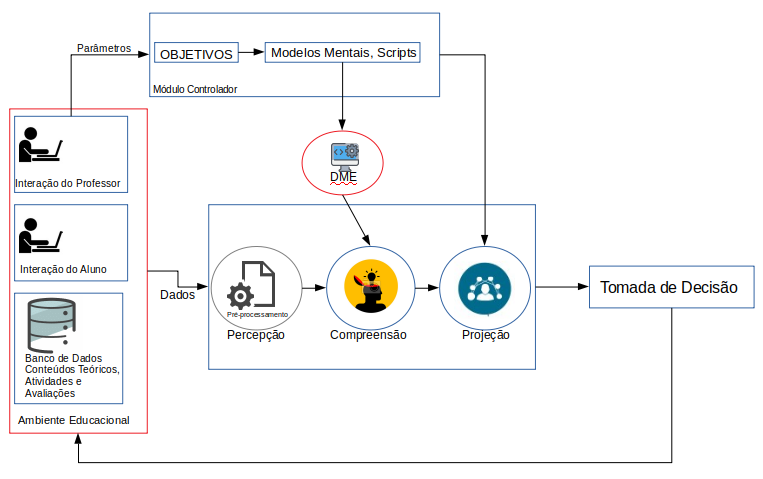 Parâmetros
OBJETIVOS
Modelos Mentais, Scripts
Módulo Controlador
DME
Interação do Professor
Interação do Aluno
Banco de Dados
Conteúdos Teóricos,
Atividades e
Avaliações
Ambiente Educacional
Dados
Pré-processamento
Percepção
Compreensão
Projeção
Tomada de Decisão